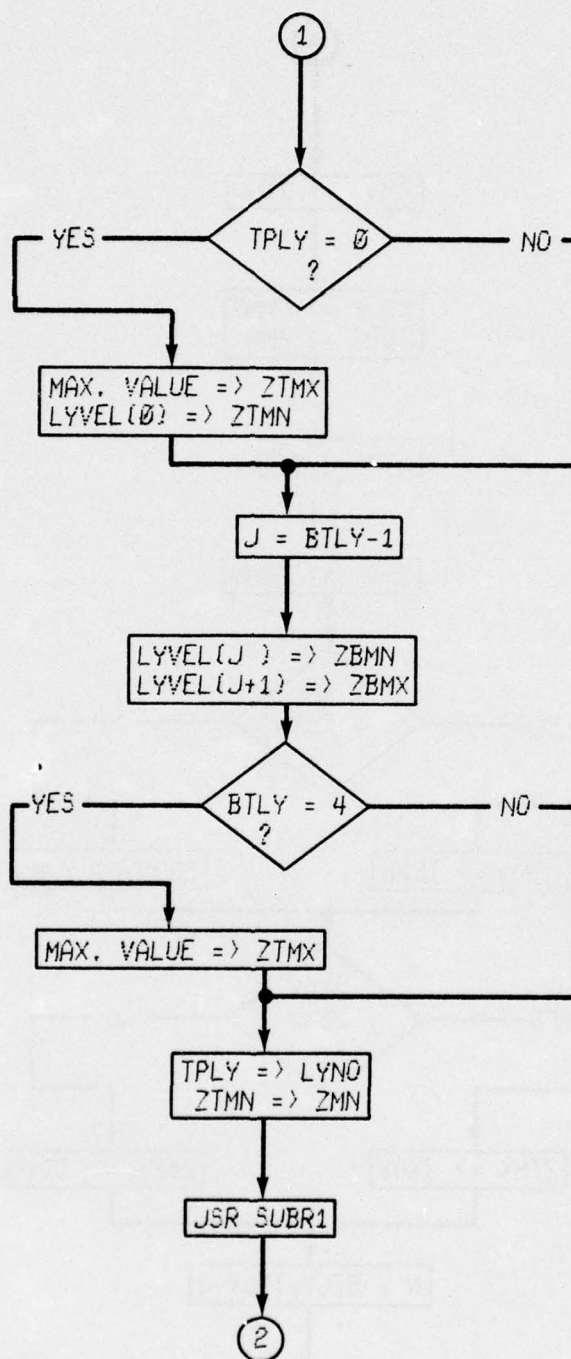 1
TPLY = Ø
?
YES
NO
MAX. VALUE => ZTMX
LYVEL(Ø) => ZTMN
J = BTLY-1
LYVEL(J ) => ZBMN
LYVEL(J+1) => ZBMX
BTLY = 4
?
YES
NO
MAX. VALUE => ZTMX
TPLY => LYNO
ZTMN => ZMN
JSR SUBR1
2